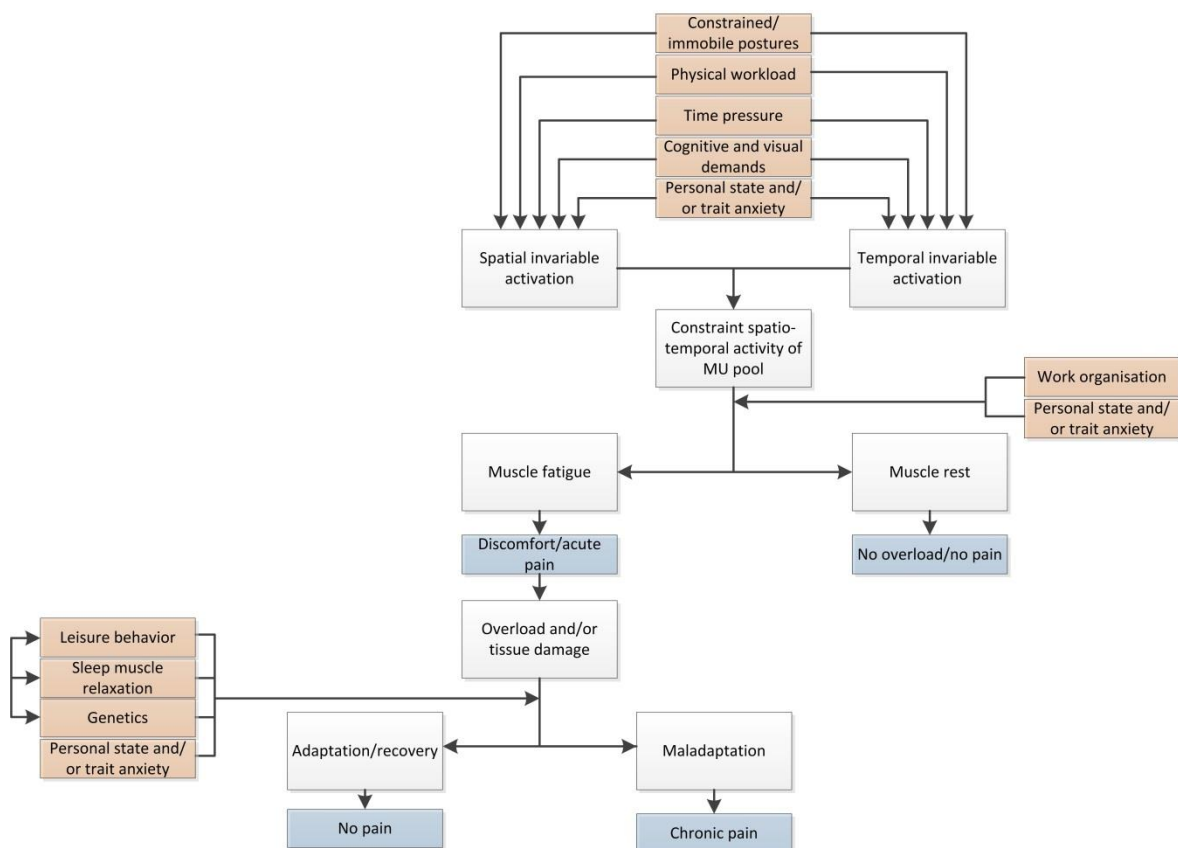 Constrained/
immobile postures
Physical workload
Time pressure
Cognitive and visual
demands
Personal state and/
or trait anxiety
Spatial invariable
activation
Temporal invariable
activation
Constraint spatio-
temporal activity of
MU pool
Work organisation
Personal state and/
or trait anxiety
Muscle fatigue
Muscle rest
Discomfort/acute
pain
No overload/no pain
Overload and/or
tissue damage
Leisure behavior
Sleep muscle
relaxation
Genetics
Personal state and/
or trait anxiety
Adaptation/recovery
Maladaptation
No pain
Chronic pain